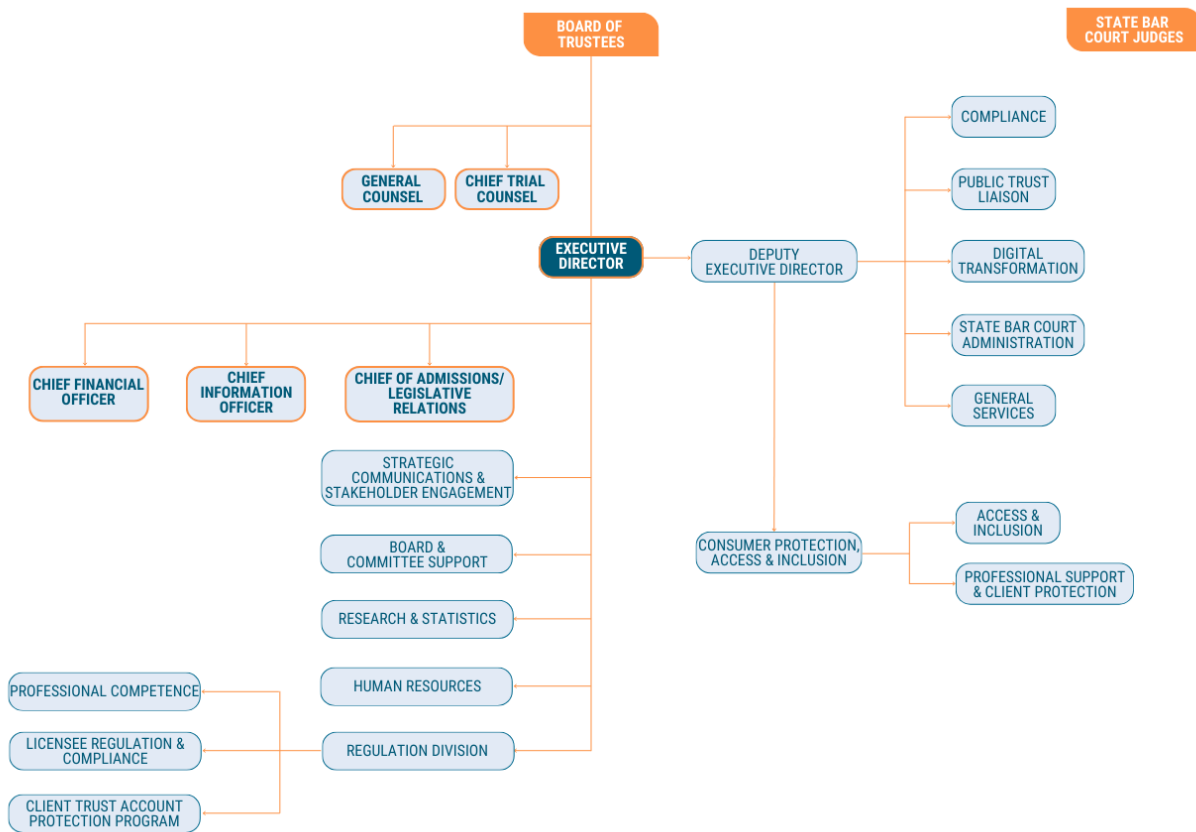 BOARD OF
TRUSTEES
STATE BAR
COURT JUDGES
COMPLIANCE
GENERAL
COUNSEL
CHIEF TRIAL
COUNSEL
PUBLIC TRUST
LIAISON
EXECUTIVE
DIRECTOR
DEPUTY
EXECUTIVE DIRECTOR
DIGITAL
TRANSFORMATION
STATE BAR COURT
ADMINISTRATION
CHIEF FINANCIAL
OFFICER
CHIEF
INFORMATION
OFFICER
CHIEF OF ADMISSIONS/
LEGISLATIVE
RELATIONS
GENERAL
SERVICES
STRATEGIC
COMMUNICATIONS &
STAKEHOLDER ENGAGEMENT
BOARD &
COMMITTEE SUPPORT
CONSUMER PROTECTION,
ACCESS & INCLUSION
ACCESS &
INCLUSION
PROFESSIONAL SUPPORT
& CLIENT PROTECTION
RESEARCH & STATISTICS
HUMAN RESOURCES
REGULATION DIVISION
PROFESSIONAL COMPETENCE
LICENSEE REGULATION &
COMPLIANCE
CLIENT TRUST ACCOUNT
PROTECTION PROGRAM